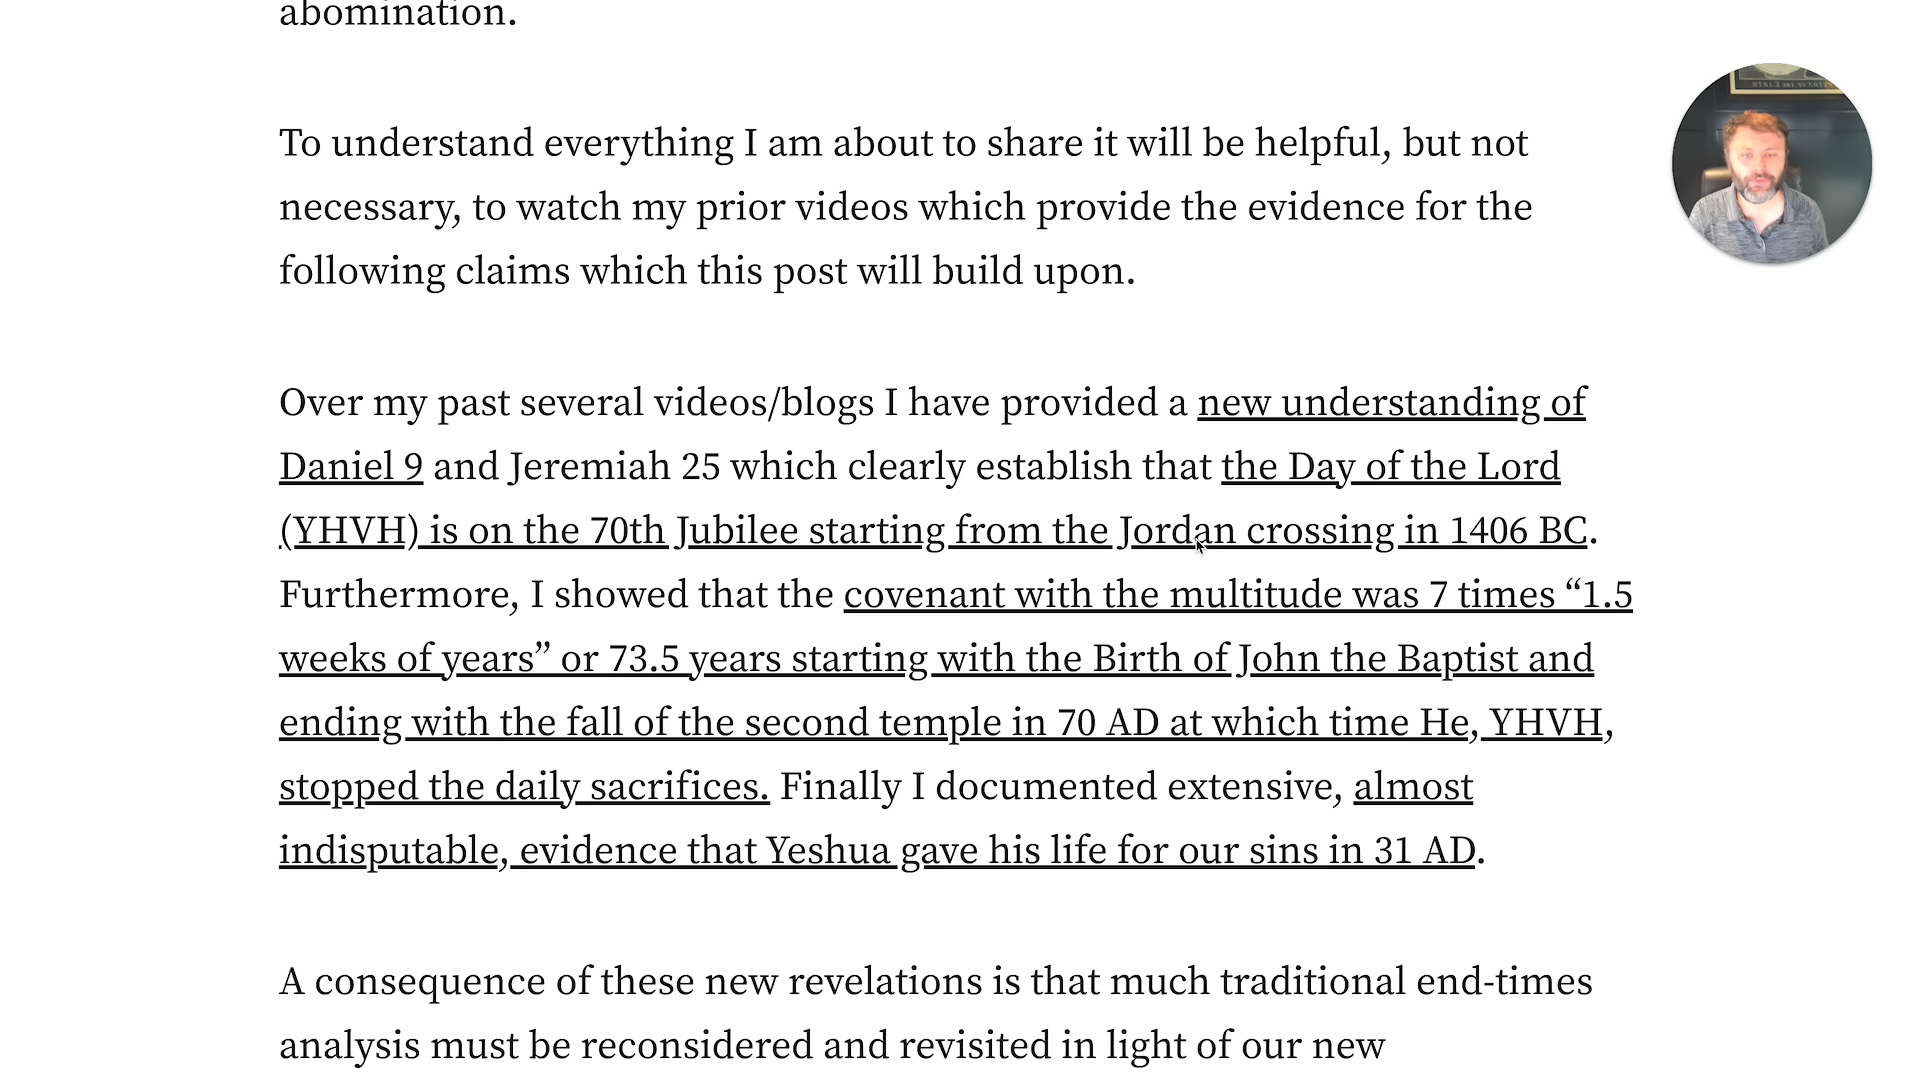 abomination.
To understand everything I am about to share it will be helpful, but not
necessary, to watch my prior videos which provide the evidence for the
following claims which this post will build upon.
Over my past several videos/blogs I have provided a new understanding of
Daniel 9 and Jeremiah 25 which clearly establish that the Day of the Lord
(YHVH) is on the 70th Jubilee starting from the Jordan crossing in 1406 BC.
Furthermore, I showed that the covenant with the multitude was 7 times “1.5
weeks of years” or 73.5 years starting with the Birth of John the Baptist and
ending with the fall of the second temple in 70 AD at which time He, YHVH,
stopped the daily sacrifices. Finally I documented extensive, almost
indisputable, evidence that Yeshua gave his life for our sins in 31 AD.
A consequence of these new revelations is that much traditional end-times
analysis must be reconsidered and revisited in light of our new